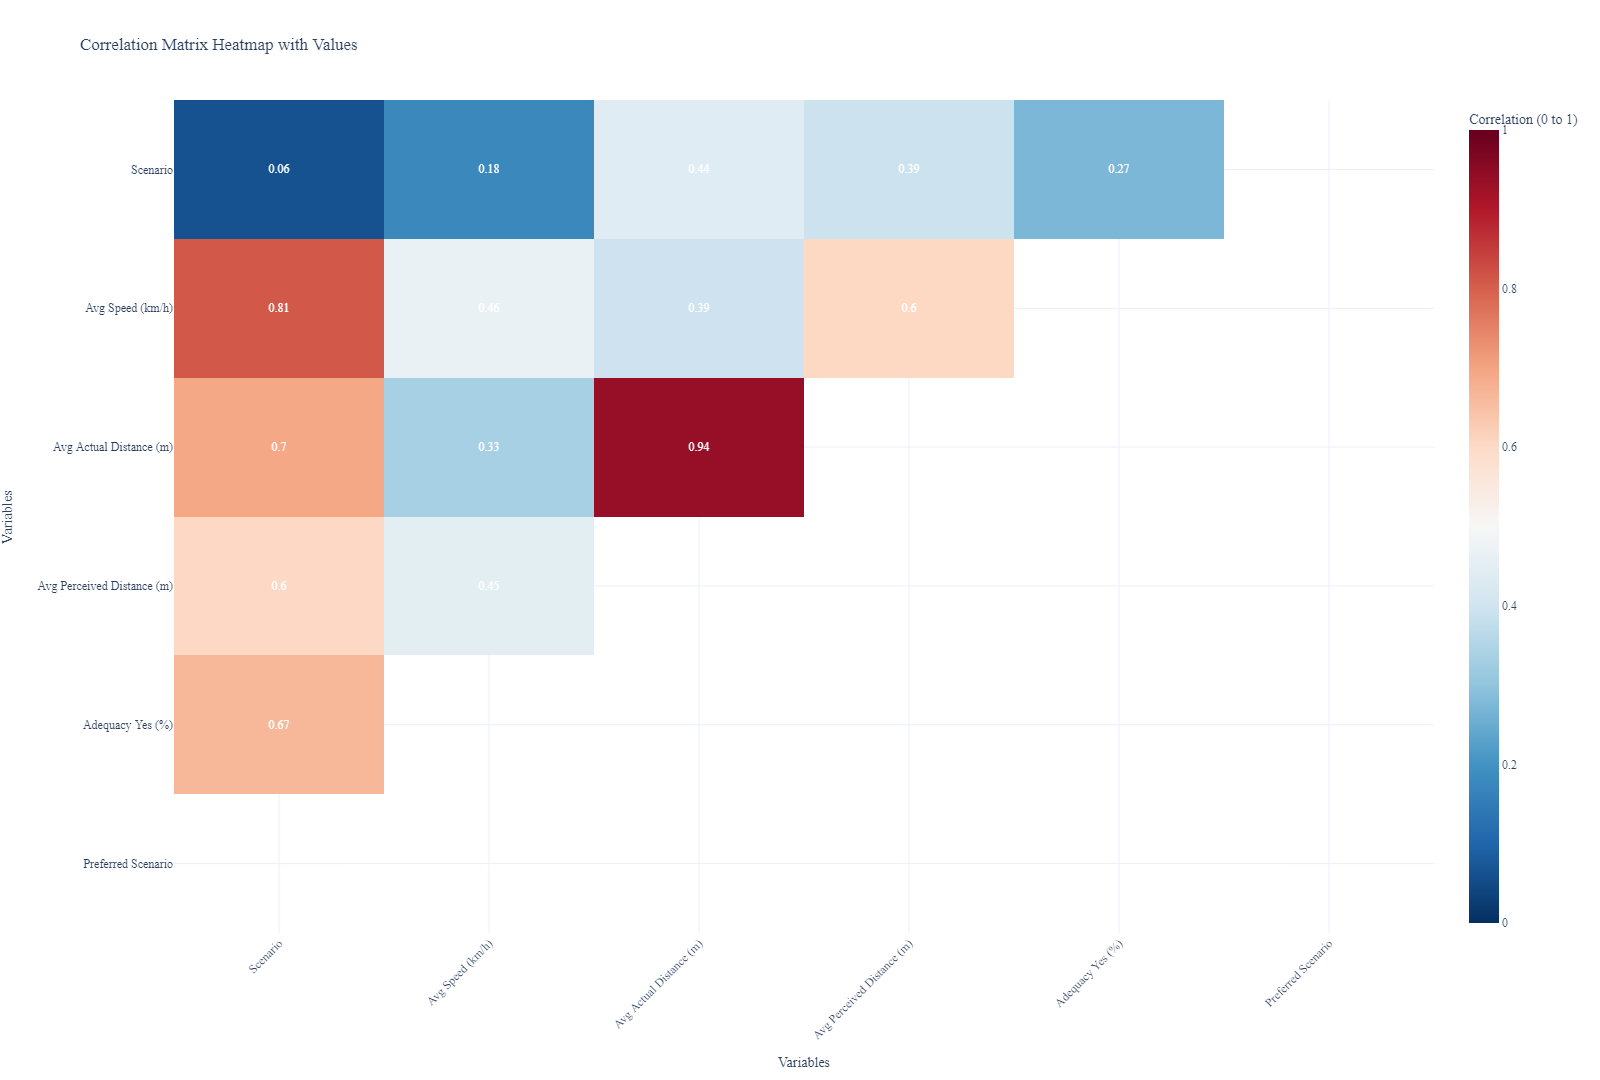 Correlation Matrix Heatmap with Values
Correlation (0 to 1)
1
0.8
0.6
0.4
0.2
0
Variables
Scenario
0.06
0.18
0.44
0.39
0.27
Avg Speed (km/h)
0.81
0.46
0.39
0.6
Avg Actual Distance (m)
0.7
0.33
0.94
Avg Perceived Distance (m)
0.6
0.45
Adequacy Yes (%)
0.67
Preferred Scenario
Scenario
Avg Speed (km/h)
Avg Actual Distance (m)
Avg Perceived Distance (m)
Adequacy Yes (%)
Preferred Scenario
Variables